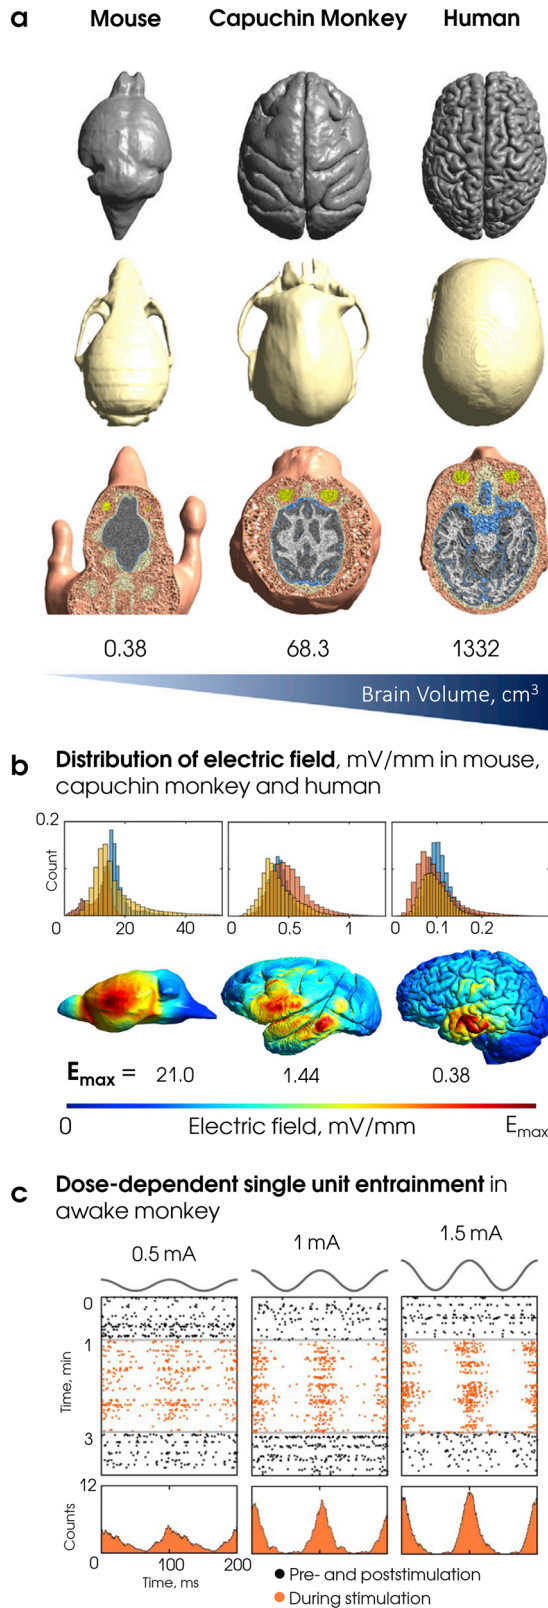 a
Mouse Capuchin Monkey Human
0.38 68.3 1332
Brain Volume, cm³
b
Distribution of electric field, mV/mm in mouse,
capuchin monkey and human
0.2
Count
0 20 40 0 0.5 1 0 0.1 0.2
Emax = 21.0 1.44 0.38
0 Electric field, mV/mm Emax
c
Dose-dependent single unit entrainment in
awake monkey
0.5 mA 1 mA 1.5 mA
0
1
Time, min
3
12
Counts
0 100 200
Time, ms
Pre- and poststimulation
During stimulation